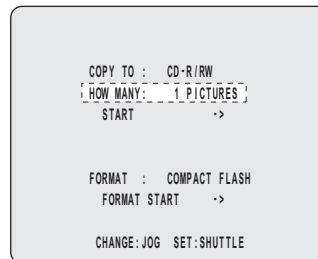 COPY TO : CD-R/RW
HOW MANY: 1 PICTURES
START ->
FORMAT : COMPACT FLASH
FORMAT START ->
CHANGE:JOG SET:SHUTTLE